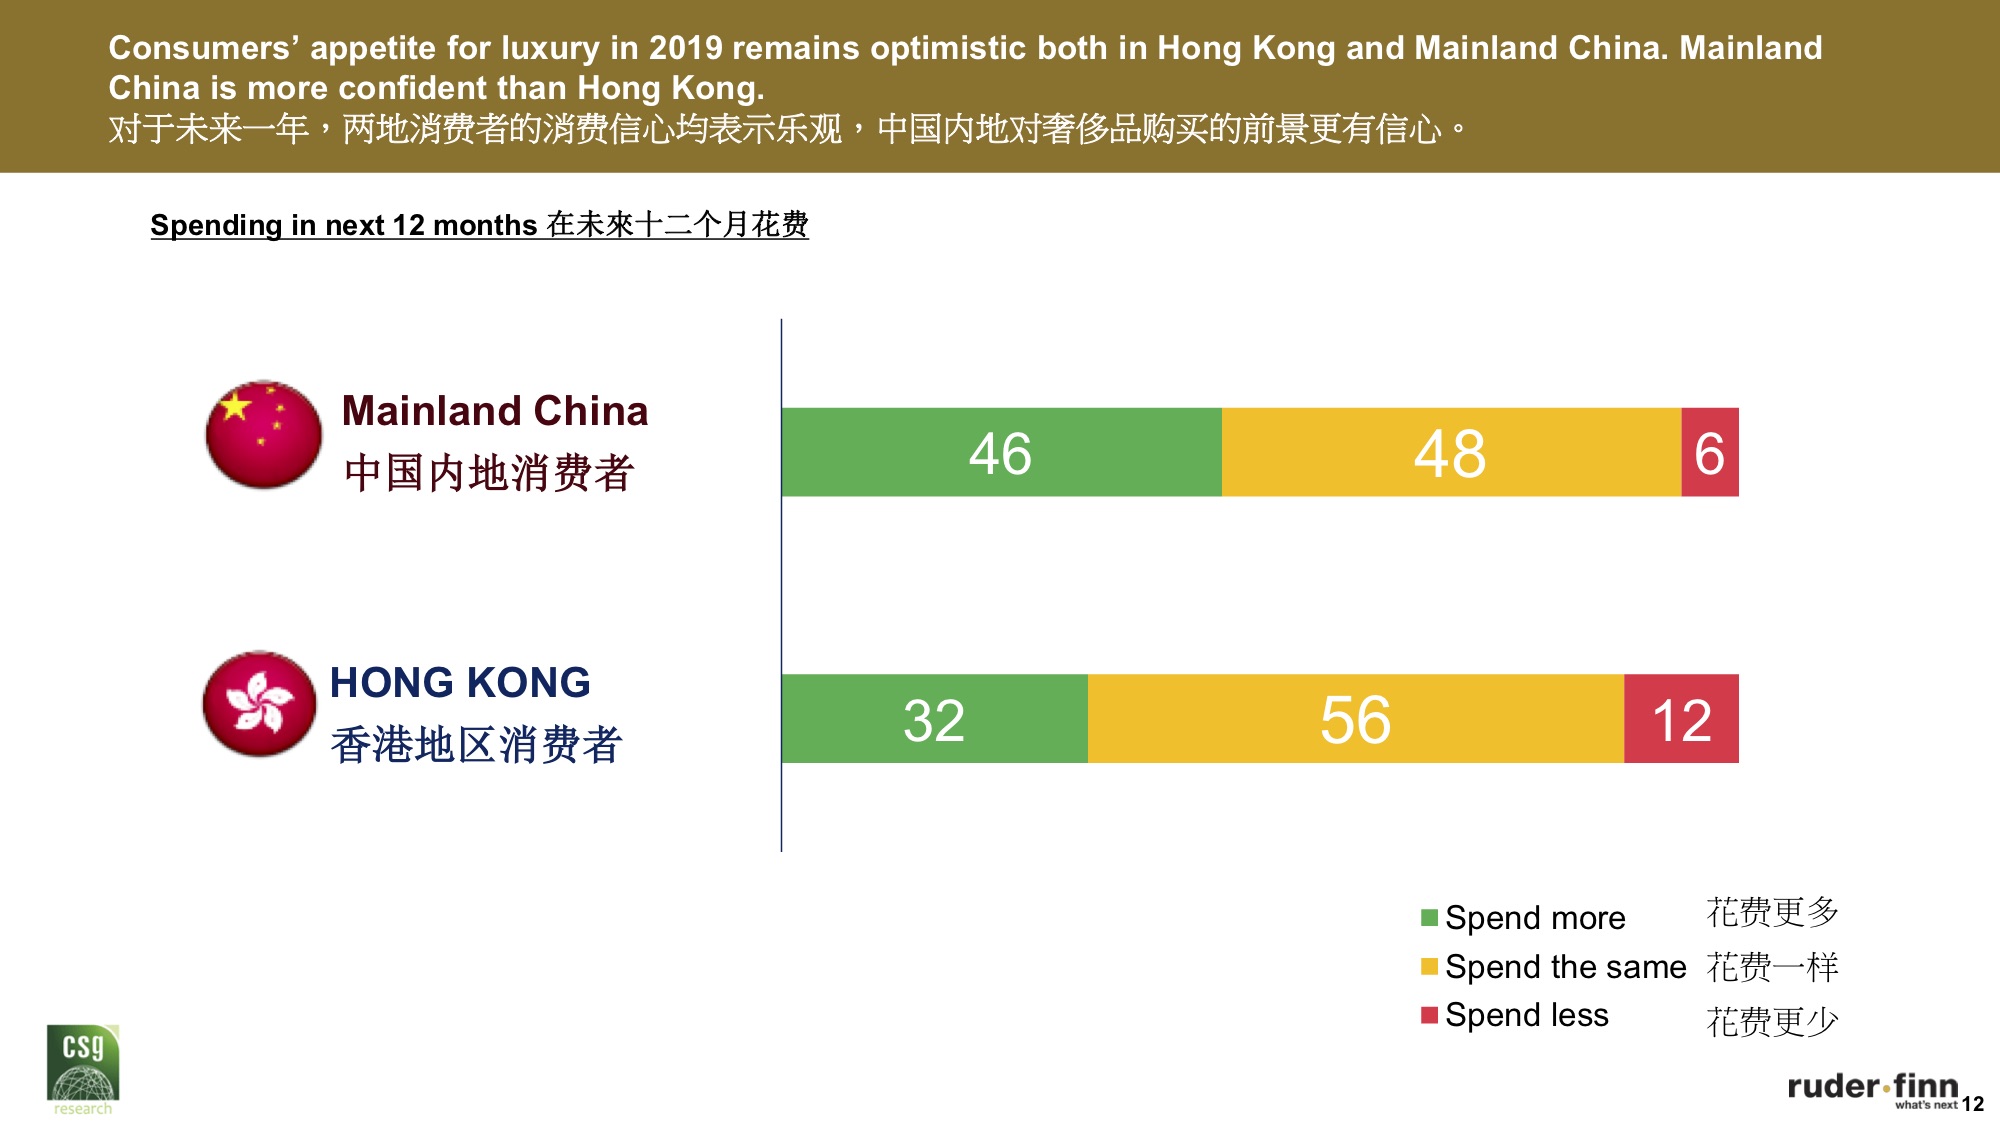 Consumers’ appetite for luxury in 2019 remains optimistic both in Hong Kong and Mainland China. Mainland
China is more confident than Hong Kong.
对于未来一年，两地消费者的消费信心均表示乐观，中国内地对奢侈品购买的前景更有信心。
Spending in next 12 months 在未來十二个月花费
Mainland China
中国内地消费者
46 48 6
HONG KONG
香港地区消费者
32 56 12
Spend more 花费更多
Spend the same 花费一样
Spend less 花费更少
csg
research
ruder·finn
what's next 12